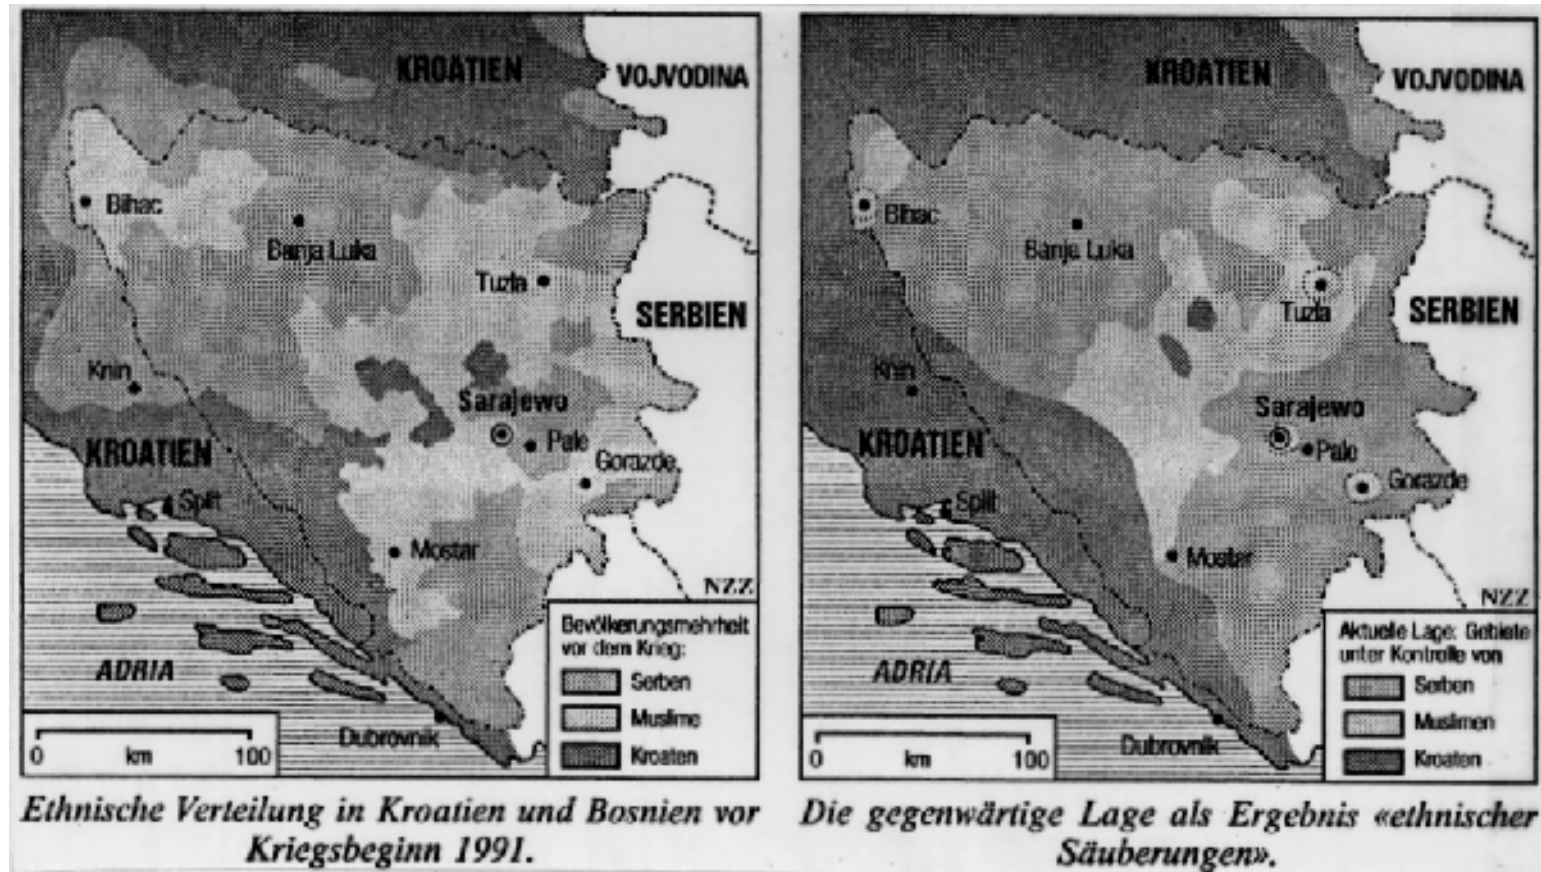 KROATIEN
VOJVODINA
Bihac
Banja Luka
Tuzla
SERBIEN
Knin
Sarajewo
KROATIEN
Pale
Gorazde
Split
Mostar
NZZ
ADRIA
Dubrovnik
Bevölkerungsmehrheit
vor dem Krieg:
Serben
Muslime
Kroaten
0 km 100
Ethnische Verteilung in Kroatien und Bosnien vor
Kriegsbeginn 1991.
KROATIEN
VOJVODINA
Bihac
Banja Luka
Tuzla
SERBIEN
Knin
Sarajewo
KROATIEN
Pale
Gorazde
Split
Mostar
NZZ
ADRIA
Dubrovnik
Aktuelle Lage: Gebiete
unter Kontrolle von
Serben
Muslimen
Kroaten
0 km 100
Die gegenwärtige Lage als Ergebnis «ethnischer
Säuberungen».